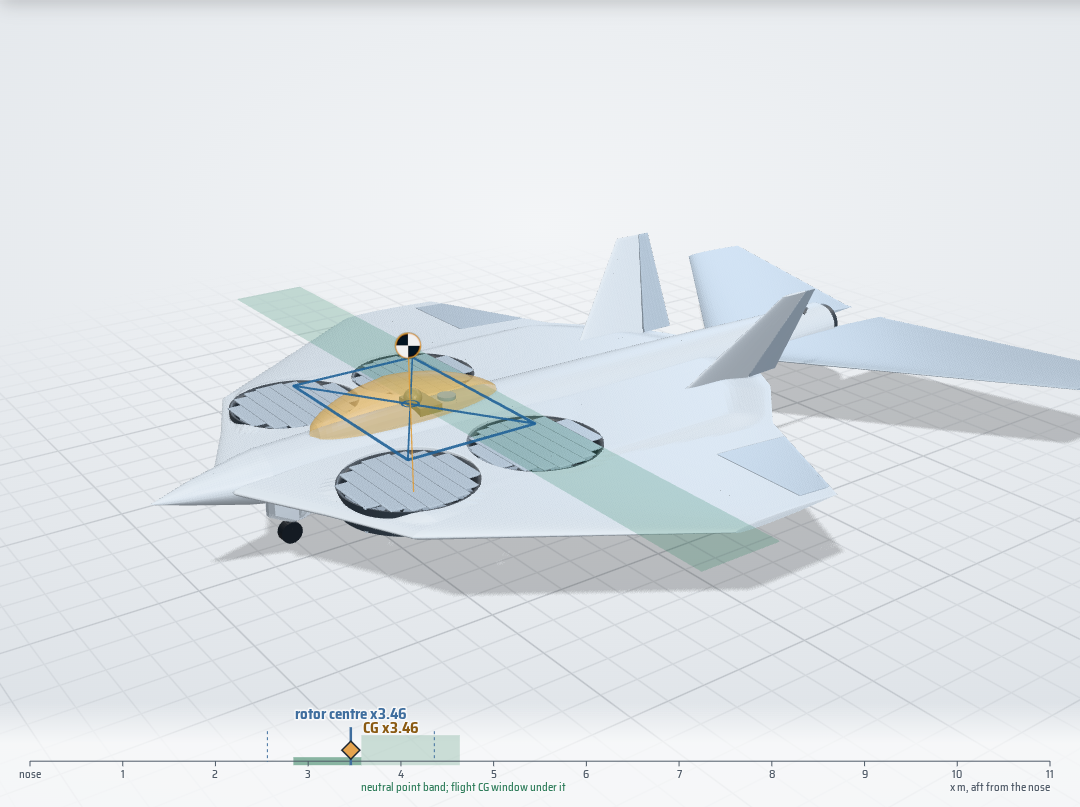 rotor centre x3.46
CG x3.46
nose 1 2 3 4 5 6 7 8 9 10 11
neutral point band; flight CG window under it
x m, aft from the nose